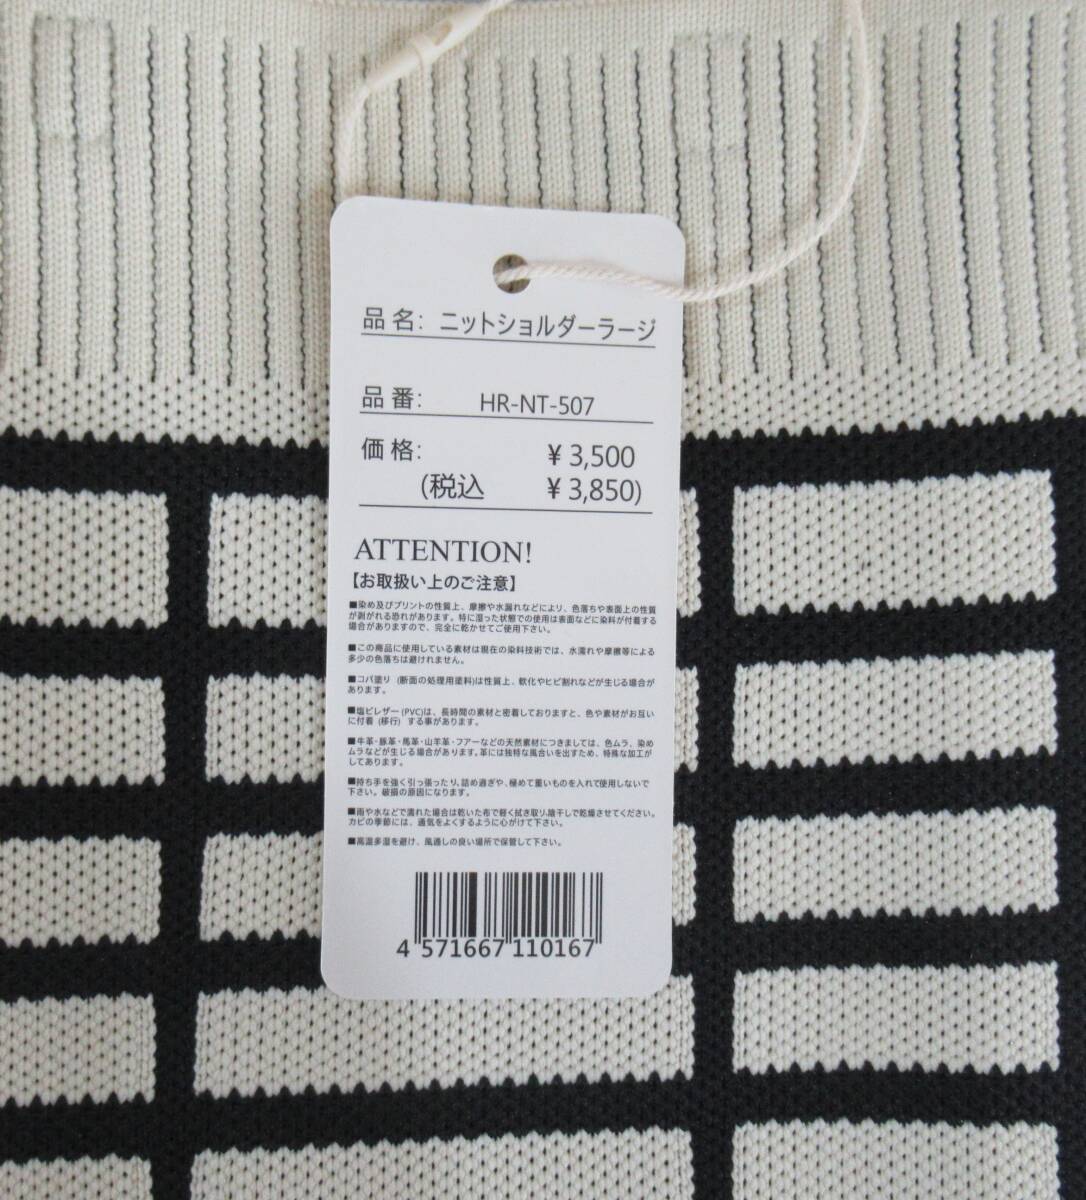 品名: ニットショルダーラージ
品番: HR-NT-507
価格: ¥ 3,500
(税込 ¥ 3,850)
ATTENTION!
【お取扱い上のご注意】
■染め及びプリントの性質上、摩擦や水漏れなどにより、色落ちや表面上の性質
が剥がれる恐れがあります。特に湿った状態での使用は表面などに染料が付着する
場合がありますので、完全に乾かせてご使用下さい。
■この商品に使用している素材は現在の染料技術では、水濡れや摩擦等による
多少の色落ちは避けれません。
■コバ塗り (断面の処理用塗料)は性質上、軟化やヒビ割れなどが生じる場合が
あります。
■塩ビレザー(PVC)は、長時間の素材と密着しておりますと、色や素材がお互い
に付着 (移行) する事があります。
■牛革・豚革・馬革・山羊革・フアーなどの天然素材につきましては、色ムラ、染め
ムラなどが生じる場合があります。革には独特な風合いを出すため、特殊な加工が
してあります。
■持ち手を強く引っ張ったり、詰め過ぎや、極めて重いものを入れて使用しないで
下さい。破損の原因になります。
■雨や水などで濡れた場合は乾いた布で軽く拭き取り、陰干しで乾燥させてください。
カビの季節には、通気をよくするように心がけて下さい。
■高温多湿を避け、風通しの良い場所で保管して下さい。
4 571667 110167